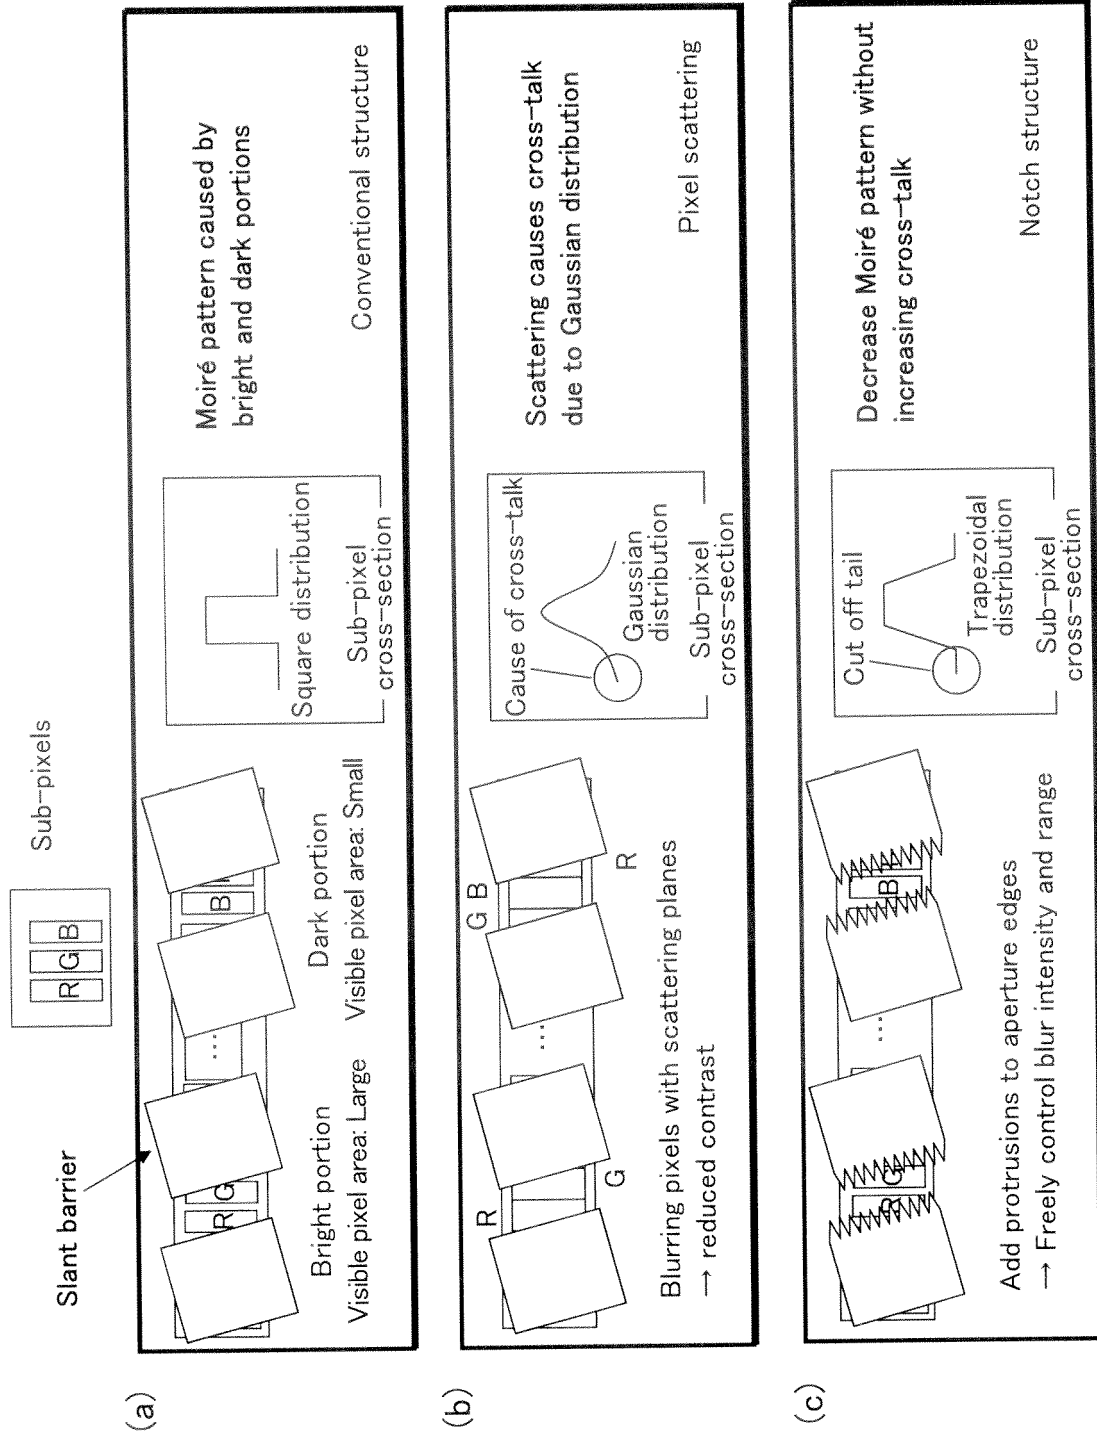 Sub-pixels
R G B
Slant barrier
(a)
R G
...
B
Bright portion
Visible pixel area: Large
Dark portion
Visible pixel area: Small
Square distribution
Sub-pixel
cross-section
Moiré pattern caused by
bright and dark portions
Conventional structure
(b)
R
G
...
G B
R
Blurring pixels with scattering planes
→ reduced contrast
Cause of cross-talk
Gaussian
distribution
Sub-pixel
cross-section
Scattering causes cross-talk
due to Gaussian distribution
Pixel scattering
(c)
R G
...
B
Add protrusions to aperture edges
→ Freely control blur intensity and range
Cut off tail
Trapezoidal
distribution
Sub-pixel
cross-section
Decrease Moiré pattern without
increasing cross-talk
Notch structure